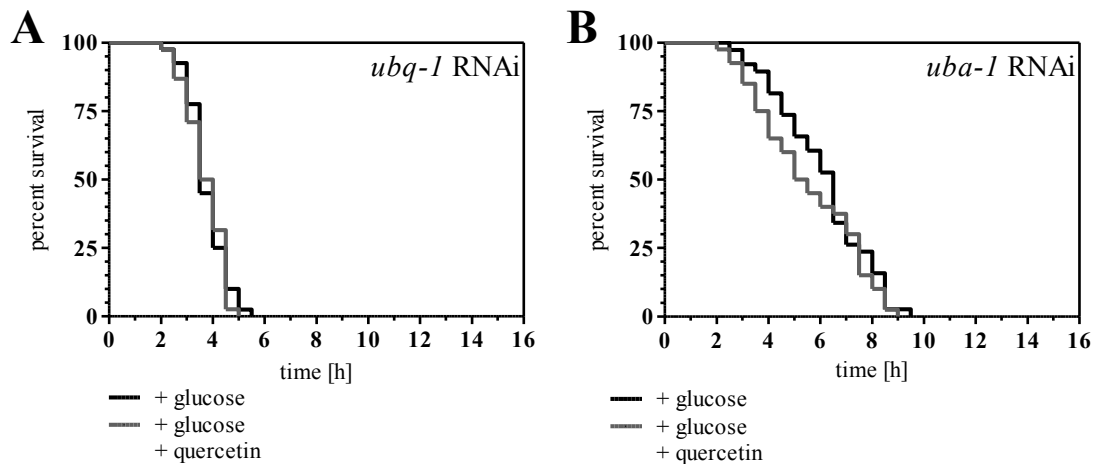 A
B
ubq-1 RNAi
uba-1 RNAi
percent survival
100
75
50
25
0
0 2 4 6 8 10 12 14 16
time [h]
+ glucose
+ glucose
+ quercetin
percent survival
100
75
50
25
0
0 2 4 6 8 10 12 14 16
time [h]
+ glucose
+ glucose
+ quercetin